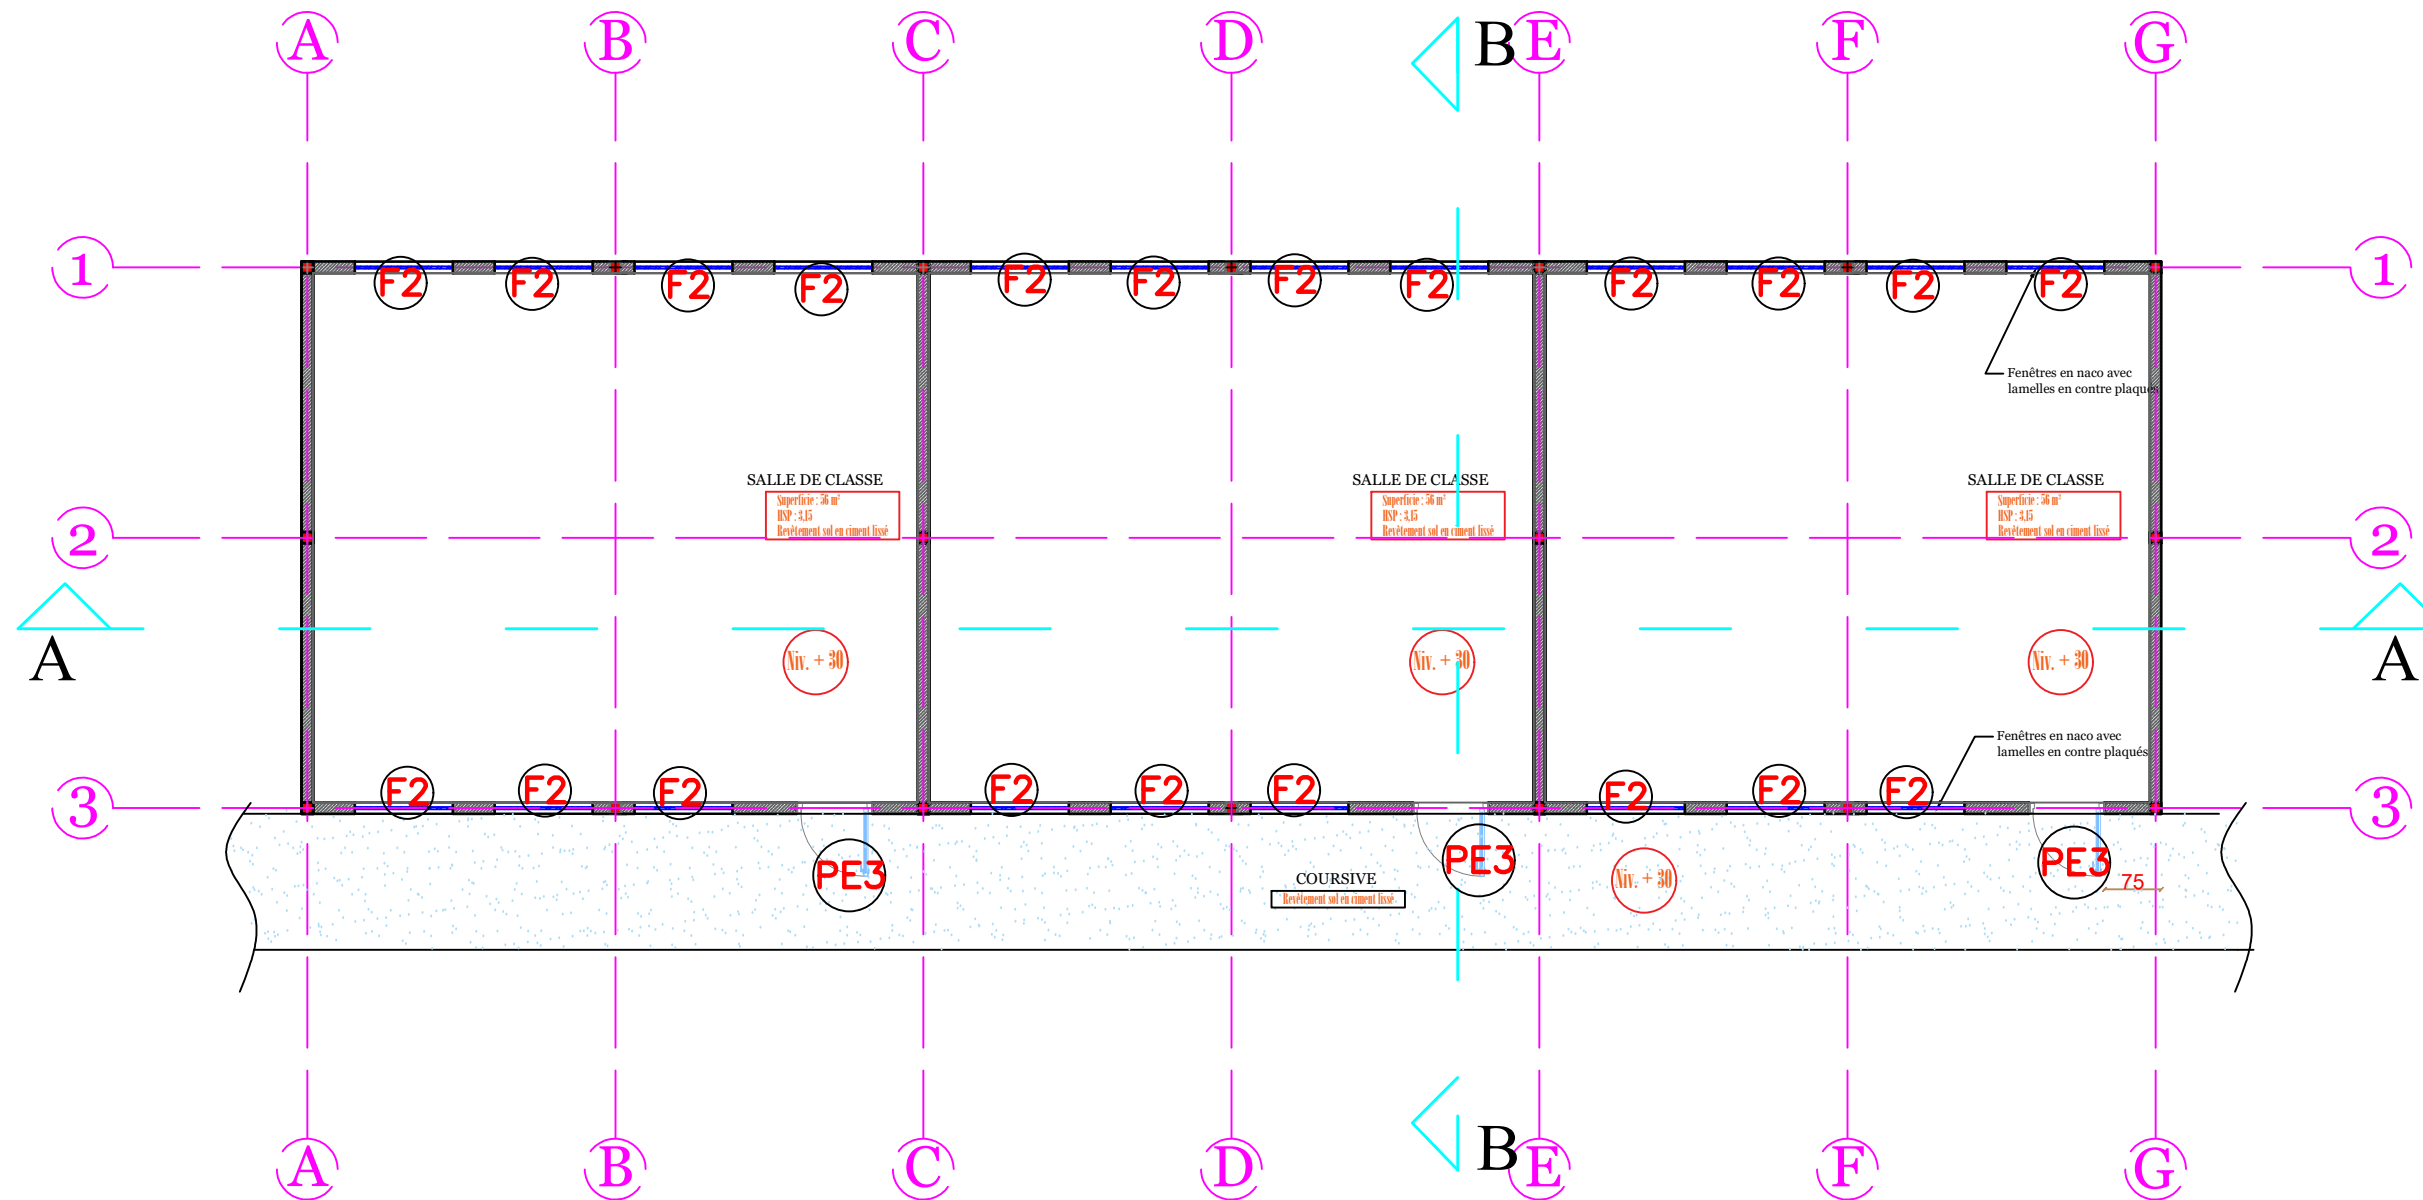 A B C D B E F G
1 1
F2 F2 F2 F2 F2 F2 F2 F2 F2 F2 F2 F2
Fenêtres en naco avec
lamelles en contre plaqués
SALLE DE CLASSE
Superficie : 56 m²
HSP : 3,15
Revêtement sol en ciment lissé
SALLE DE CLASSE
Superficie : 56 m²
HSP : 3,15
Revêtement sol en ciment lissé
SALLE DE CLASSE
Superficie : 56 m²
HSP : 3,15
Revêtement sol en ciment lissé
2 2
A A
Niv. + 30 Niv. + 30 Niv. + 30
Fenêtres en naco avec
lamelles en contre plaqués
F2 F2 F2 F2 F2 F2 F2 F2 F2
3 3
PE3 PE3 PE3
COURSIVE
Revêtement sol en ciment lissé
Niv. + 30
75
A B C D B E F G